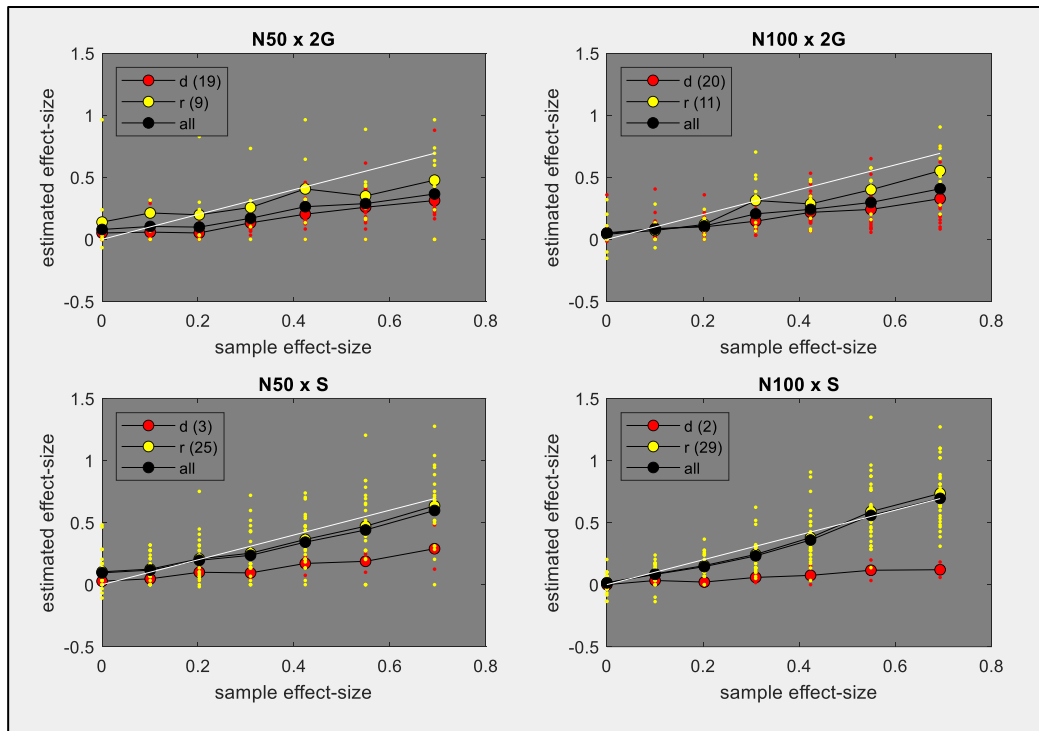 N50 x 2G
1.5
1
0.5
0
-0.5
estimated effect-size
d (19)
r (9)
all
0
0.2
0.4
0.6
0.8
sample effect-size
N100 x 2G
1.5
1
0.5
0
-0.5
estimated effect-size
d (20)
r (11)
all
0
0.2
0.4
0.6
0.8
sample effect-size
N50 x S
1.5
1
0.5
0
-0.5
estimated effect-size
d (3)
r (25)
all
0
0.2
0.4
0.6
0.8
sample effect-size
N100 x S
1.5
1
0.5
0
-0.5
estimated effect-size
d (2)
r (29)
all
0
0.2
0.4
0.6
0.8
sample effect-size